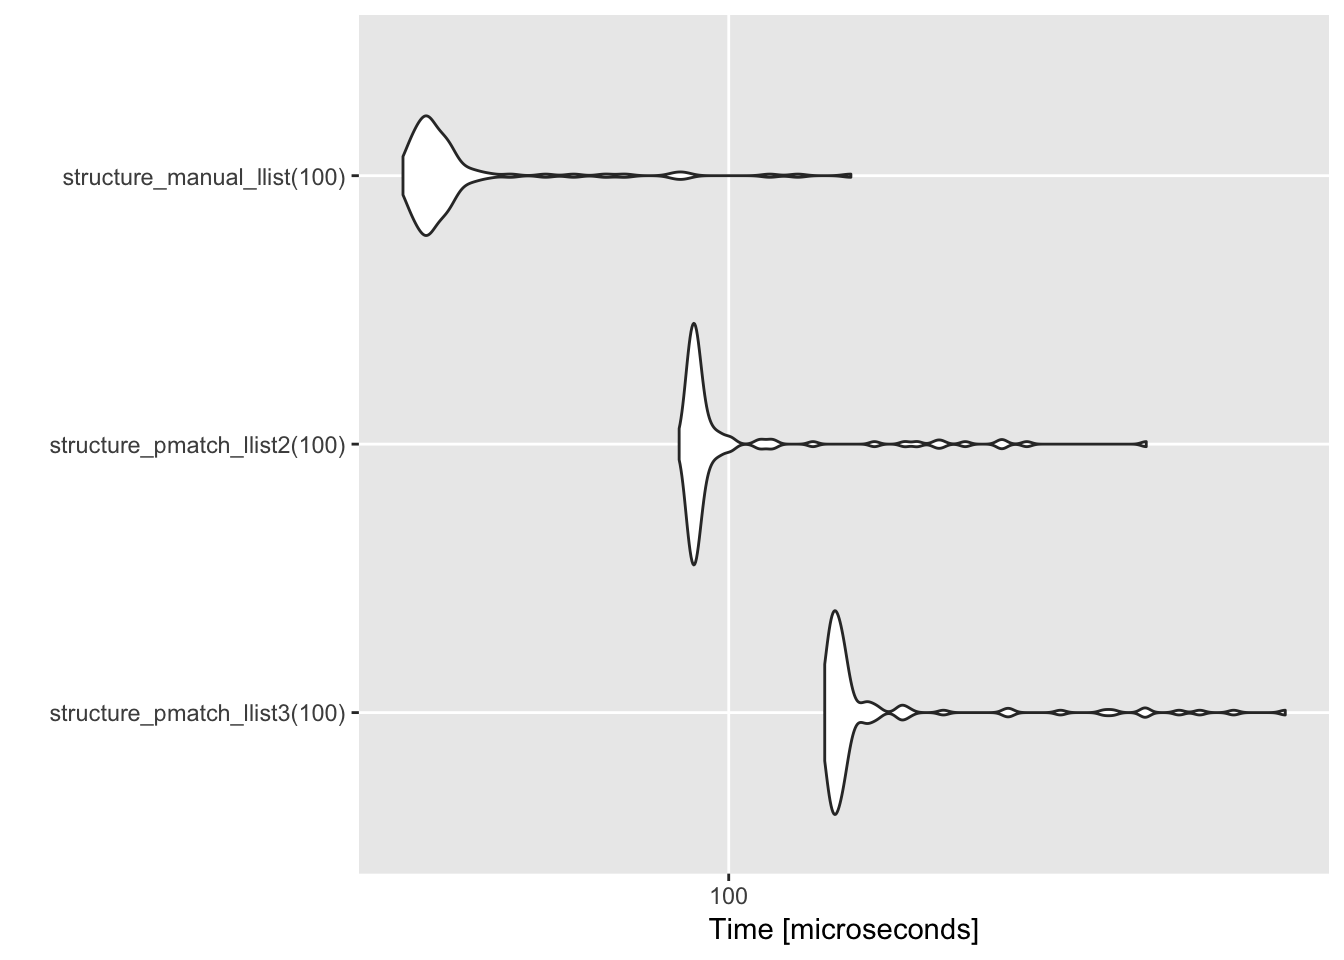 structure_manual_llist(100)
structure_pmatch_llist2(100)
structure_pmatch_llist3(100)
100
Time [microseconds]